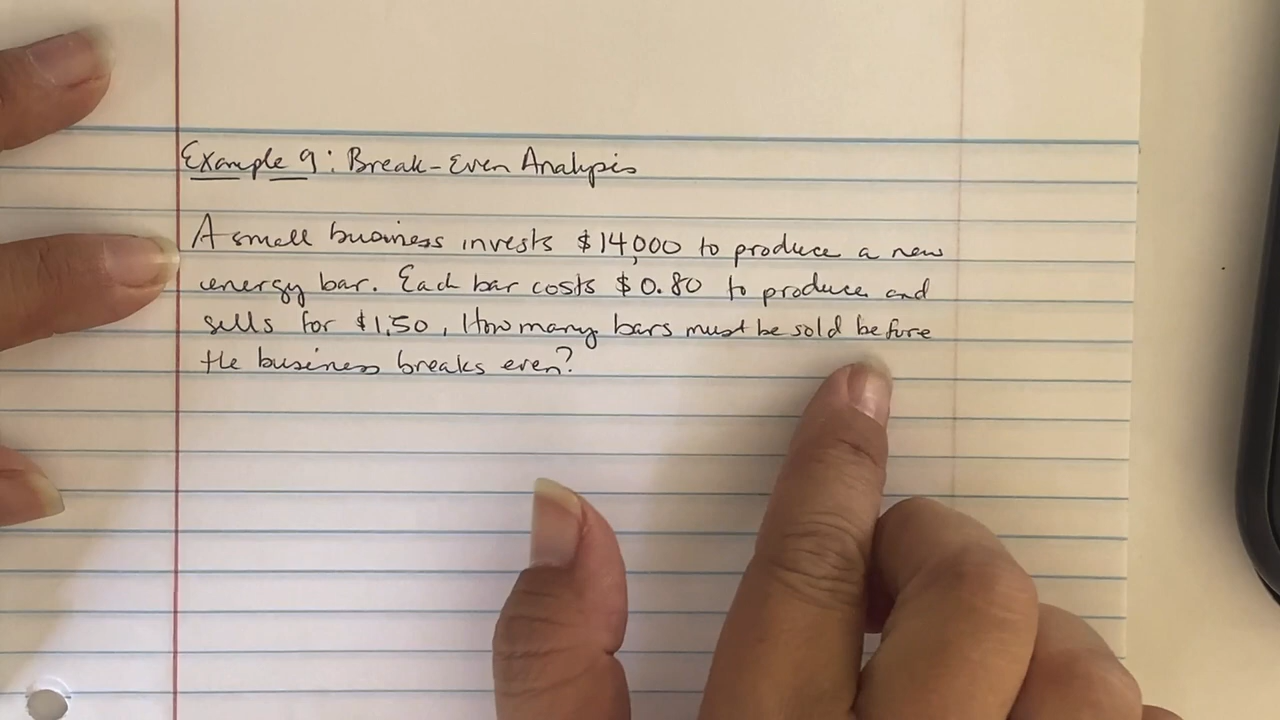 Example 9: Break-Even Analysis
A small business invests $14,000 to produce a new
energy bar. Each bar costs $0.80 to produce and
sells for $1.50. How many bars must be sold before
the business breaks even?